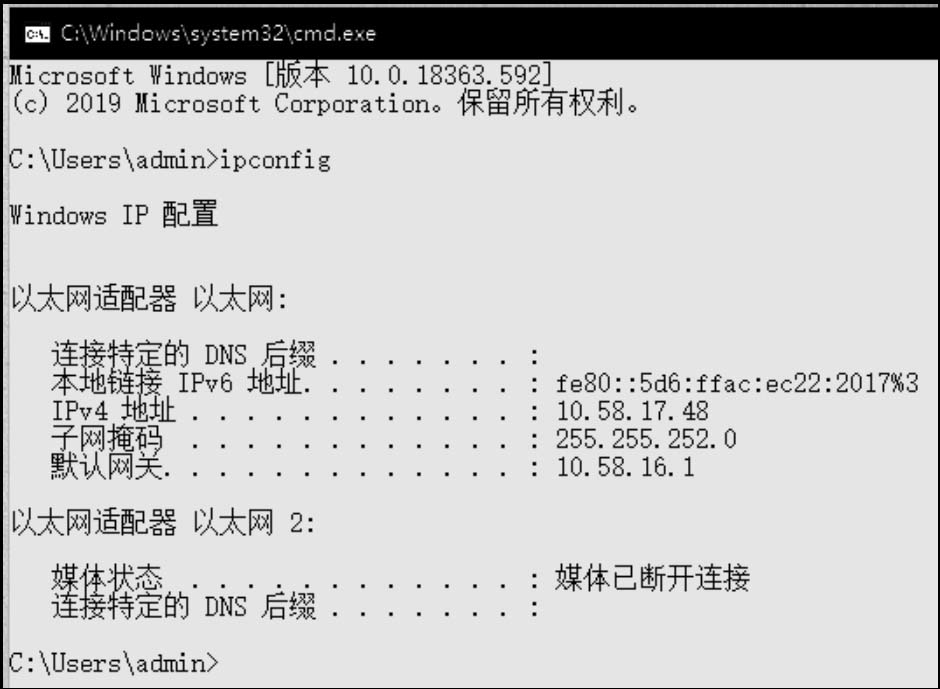 C:\Windows\system32\cmd.exe
Microsoft Windows [版本 10.0.18363.592]
(c) 2019 Microsoft Corporation。保留所有权利。
C:\Users\admin>ipconfig
Windows IP 配置
以太网适配器 以太网:
连接特定的 DNS 后缀 . . . . . . . :
本地链接 IPv6 地址. . . . . . . . : fe80::5d6:ffac:ec22:2017%3
IPv4 地址 . . . . . . . . . . . . : 10.58.17.48
子网掩码  . . . . . . . . . . . . : 255.255.252.0
默认网关. . . . . . . . . . . . . : 10.58.16.1
以太网适配器 以太网 2:
媒体状态  . . . . . . . . . . . . : 媒体已断开连接
连接特定的 DNS 后缀 . . . . . . . :
C:\Users\admin>